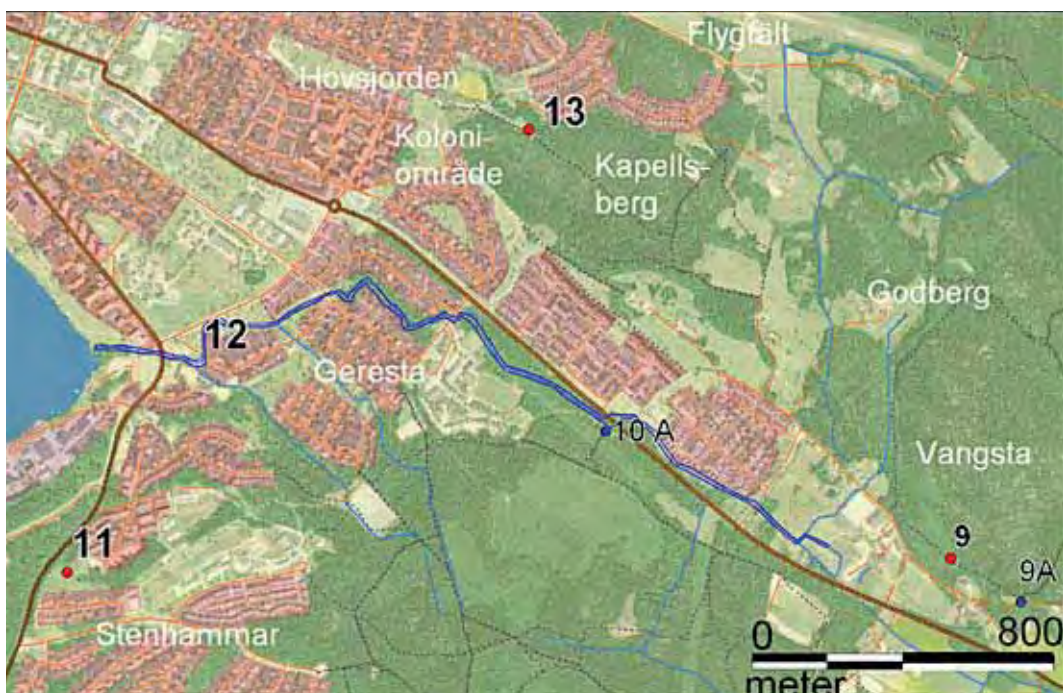 Flygfält
Hovsjorden
13
Koloni-
område
Kapells-
berg
Godberg
12
Geresta
10 A
Vangsta
11
9
9A
Stenhammar
0
800
meter